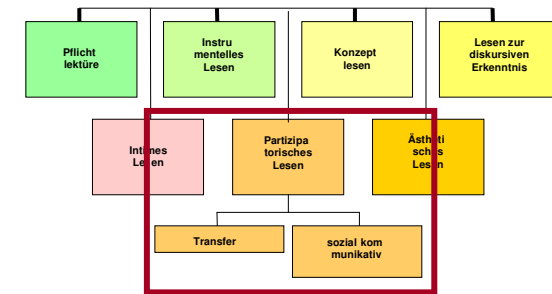 Pflicht
lektüre
Instru
mentelles
Lesen
Konzept
lesen
Lesen zur
diskursiven
Erkenntnis
Intimes
Lesen
Partizipa
torisches
Lesen
Ästheti
sches
Lesen
Transfer
sozial kom
munikativ